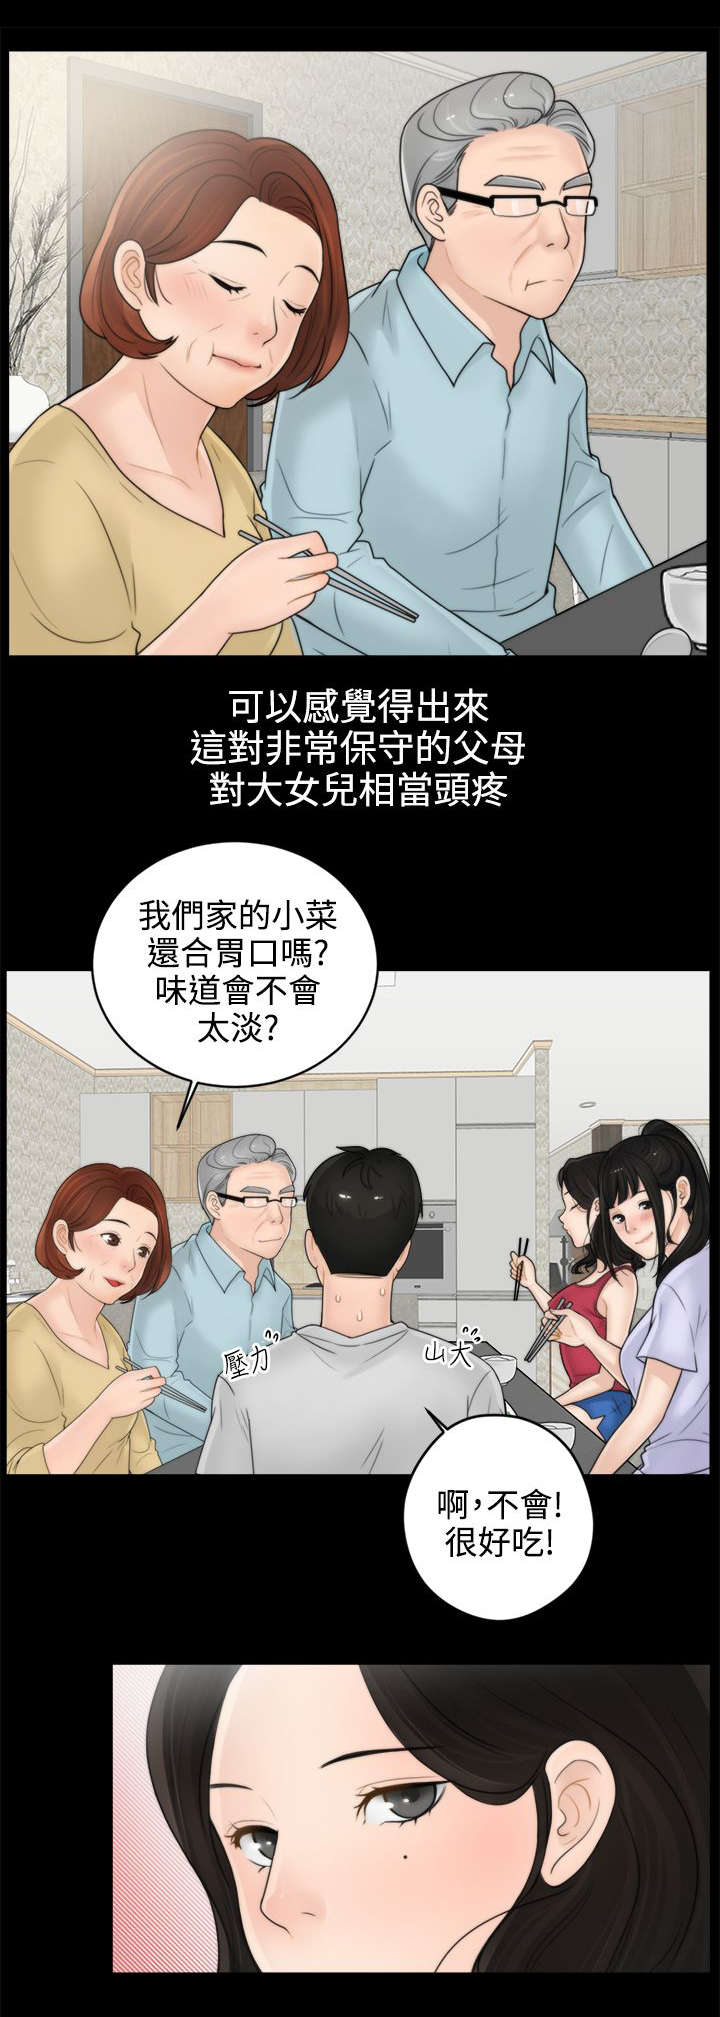 可以感覺得出來
這對非常保守的父母
對大女兒相當頭疼
我們家的小菜
還合胃口嗎?
味道會不會
太淡?
壓力
山大
啊,不會!
很好吃!